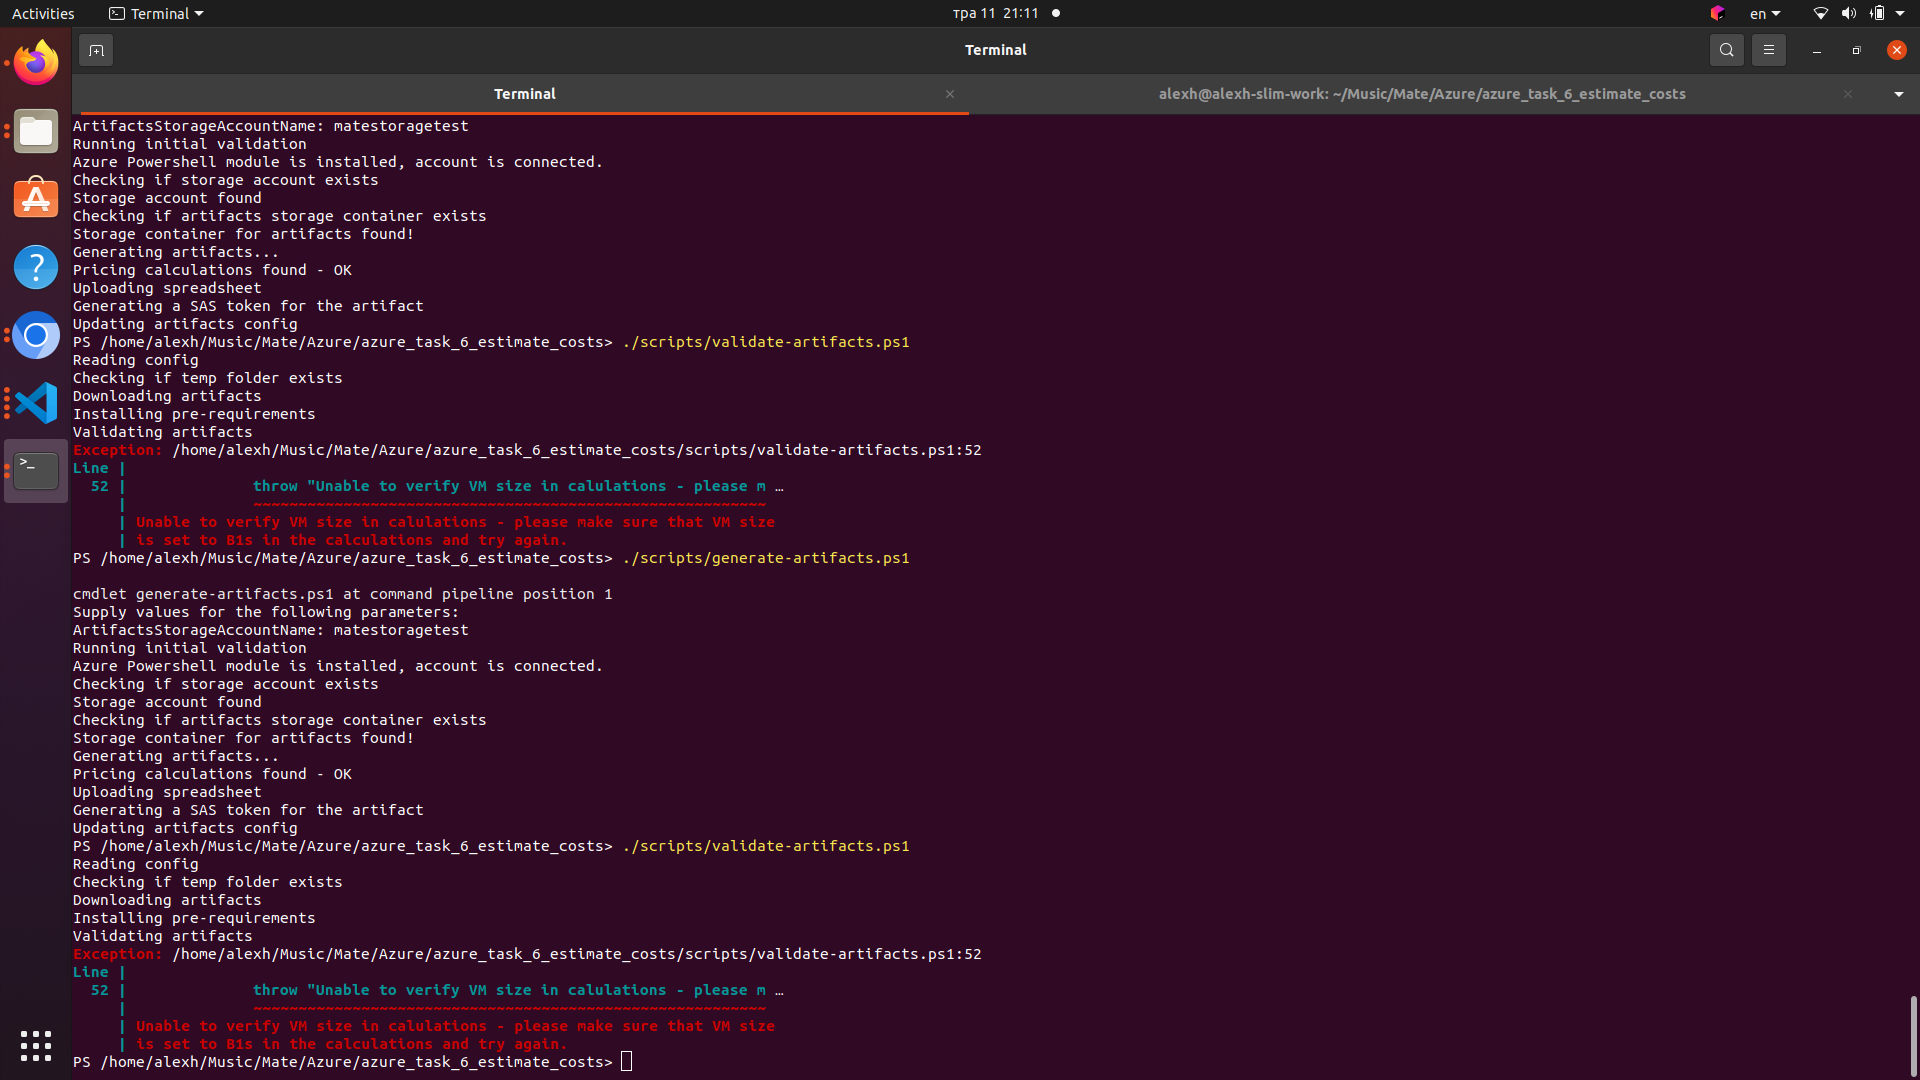 Activities
Terminal
тра 11 21:11
en
Terminal
Terminal
alexh@alexh-slim-work: ~/Music/Mate/Azure/azure_task_6_estimate_costs
ArtifactsStorageAccountName: matestoragetest
Running initial validation
Azure Powershell module is installed, account is connected.
Checking if storage account exists
Storage account found
Checking if artifacts storage container exists
Storage container for artifacts found!
Generating artifacts...
Pricing calculations found - OK
Uploading spreadsheet
Generating a SAS token for the artifact
Updating artifacts config
PS /home/alexh/Music/Mate/Azure/azure_task_6_estimate_costs> ./scripts/validate-artifacts.ps1
Reading config
Checking if temp folder exists
Downloading artifacts
Installing pre-requirements
Validating artifacts
Exception: /home/alexh/Music/Mate/Azure/azure_task_6_estimate_costs/scripts/validate-artifacts.ps1:52
Line |
52 | throw "Unable to verify VM size in calulations - please m …
| ~~~~~~~~~~~~~~~~~~~~~~~~~~~~~~~~~~~~~~~~~~~~~~~~~~~~~~~~~
| Unable to verify VM size in calulations - please make sure that VM size
| is set to B1s in the calculations and try again.
PS /home/alexh/Music/Mate/Azure/azure_task_6_estimate_costs> ./scripts/generate-artifacts.ps1
cmdlet generate-artifacts.ps1 at command pipeline position 1
Supply values for the following parameters:
ArtifactsStorageAccountName: matestoragetest
Running initial validation
Azure Powershell module is installed, account is connected.
Checking if storage account exists
Storage account found
Checking if artifacts storage container exists
Storage container for artifacts found!
Generating artifacts...
Pricing calculations found - OK
Uploading spreadsheet
Generating a SAS token for the artifact
Updating artifacts config
PS /home/alexh/Music/Mate/Azure/azure_task_6_estimate_costs> ./scripts/validate-artifacts.ps1
Reading config
Checking if temp folder exists
Downloading artifacts
Installing pre-requirements
Validating artifacts
Exception: /home/alexh/Music/Mate/Azure/azure_task_6_estimate_costs/scripts/validate-artifacts.ps1:52
Line |
52 | throw "Unable to verify VM size in calulations - please m …
| ~~~~~~~~~~~~~~~~~~~~~~~~~~~~~~~~~~~~~~~~~~~~~~~~~~~~~~~~~
| Unable to verify VM size in calulations - please make sure that VM size
| is set to B1s in the calculations and try again.
PS /home/alexh/Music/Mate/Azure/azure_task_6_estimate_costs>